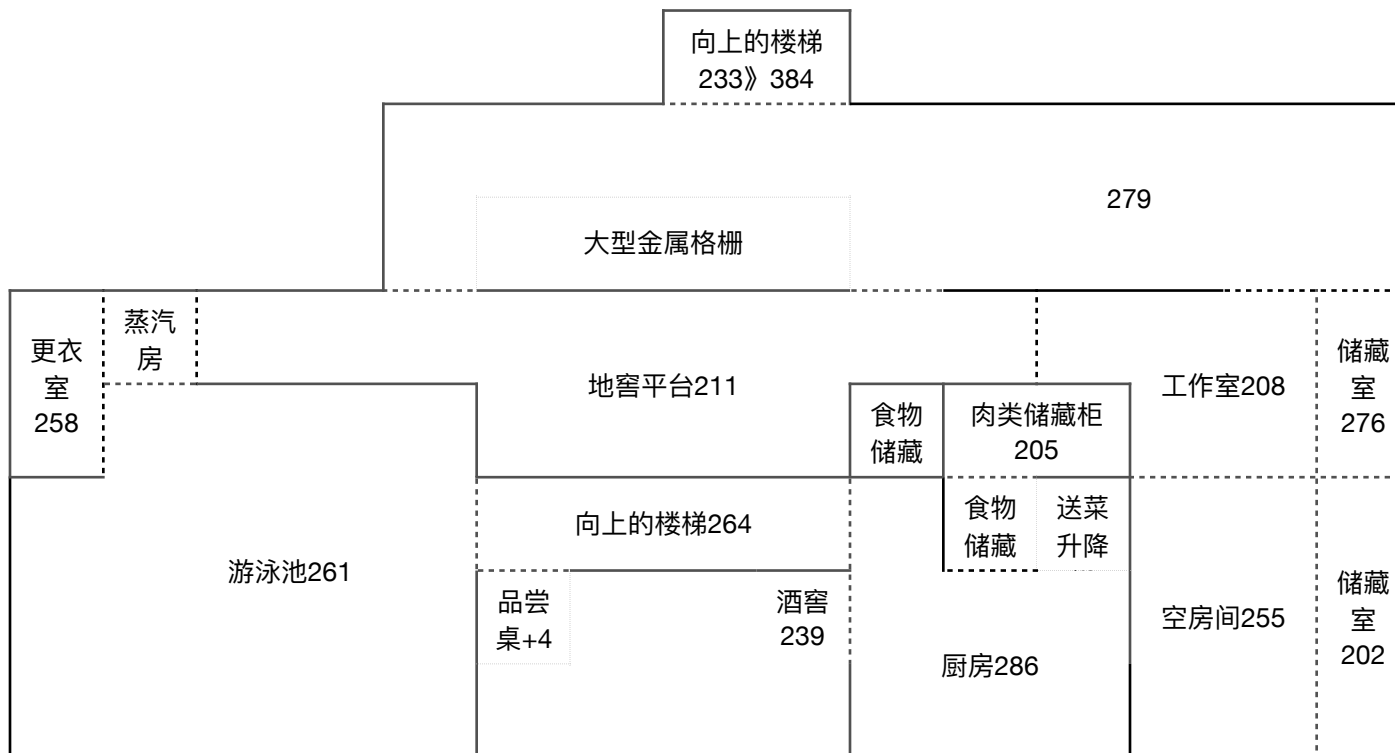 向上的楼梯
233》384
279
大型金属格栅
更衣
室
258
蒸汽
房
地窖平台211
食物
储藏
肉类储藏柜
205
工作室208
储藏
室
276
向上的楼梯264
食物
储藏
送菜
升降
游泳池261
品尝
桌+4
酒窖
239
厨房286
空房间255
储藏
室
202